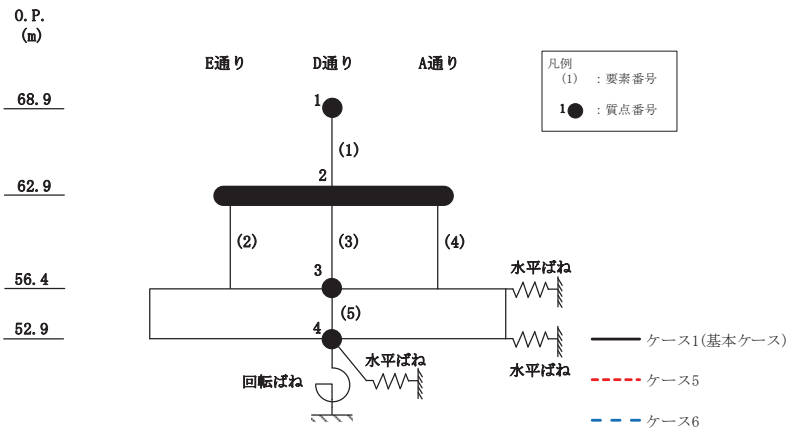 O.P.
(m)
E通り
D通り
A通り
凡例
(1) : 要素番号
1 : 質点番号
68.9
1
(1)
62.9
2
(2)
(3)
(4)
56.4
3
水平ばね
(5)
52.9
4
水平ばね
水平ばね
回転ばね
ケース1(基本ケース)
ケース5
ケース6